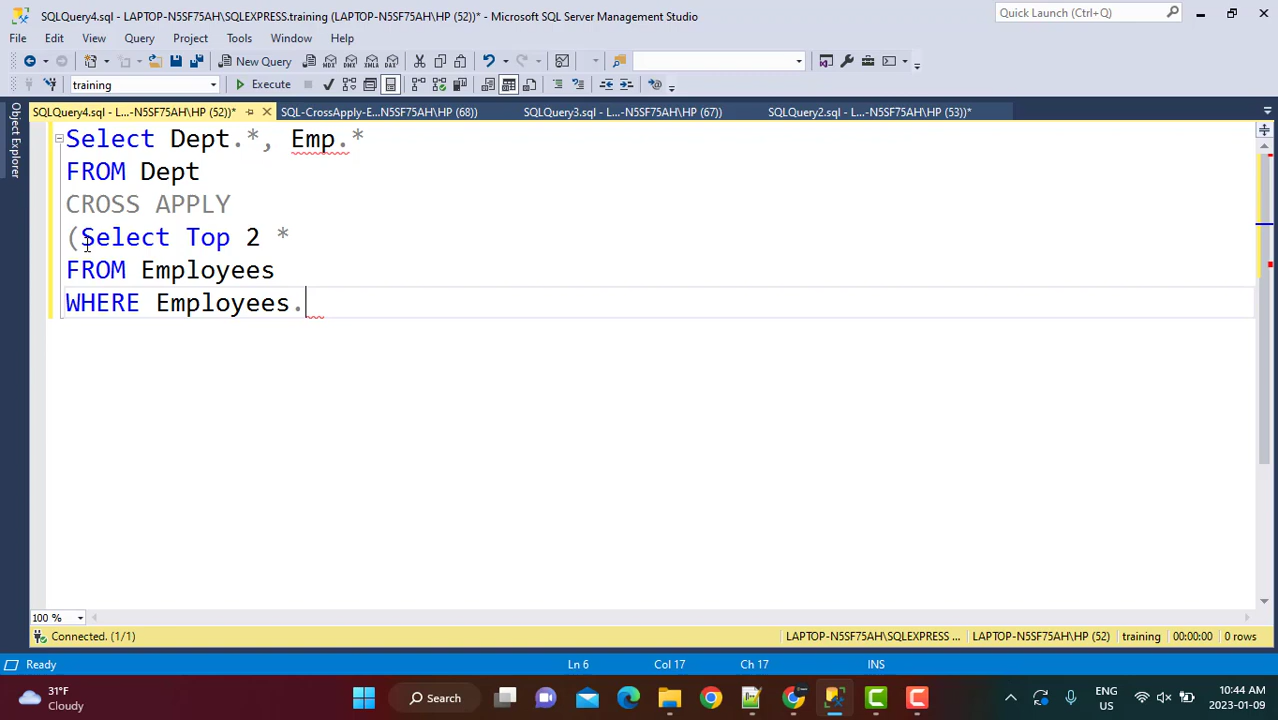 SQLQuery4.sql - LAPTOP-N5SF75AH\SQLEXPRESS.training (LAPTOP-N5SF75AH\HP (52))* - Microsoft SQL Server Management Studio
Quick Launch (Ctrl+Q)
File Edit View Query Project Tools Window Help
New Query
training Execute
SQLQuery4.sql - L...-N5SF75AH\HP (52))* SQL-CrossApply-E...N5SF75AH\HP (68)) SQLQuery3.sql - L...-N5SF75AH\HP (67)) SQLQuery2.sql - L...-N5SF75AH\HP (53))*
Object Explorer
Select Dept.*, Emp.*
FROM Dept
CROSS APPLY
(Select Top 2 *
FROM Employees
WHERE Employees.
100 %
Connected. (1/1) LAPTOP-N5SF75AH\SQLEXPRESS ... LAPTOP-N5SF75AH\HP (52) training 00:00:00 0 rows
Ready Ln 6 Col 17 Ch 17 INS
31°F
Cloudy
Search
ENG
US
10:44 AM
2023-01-09